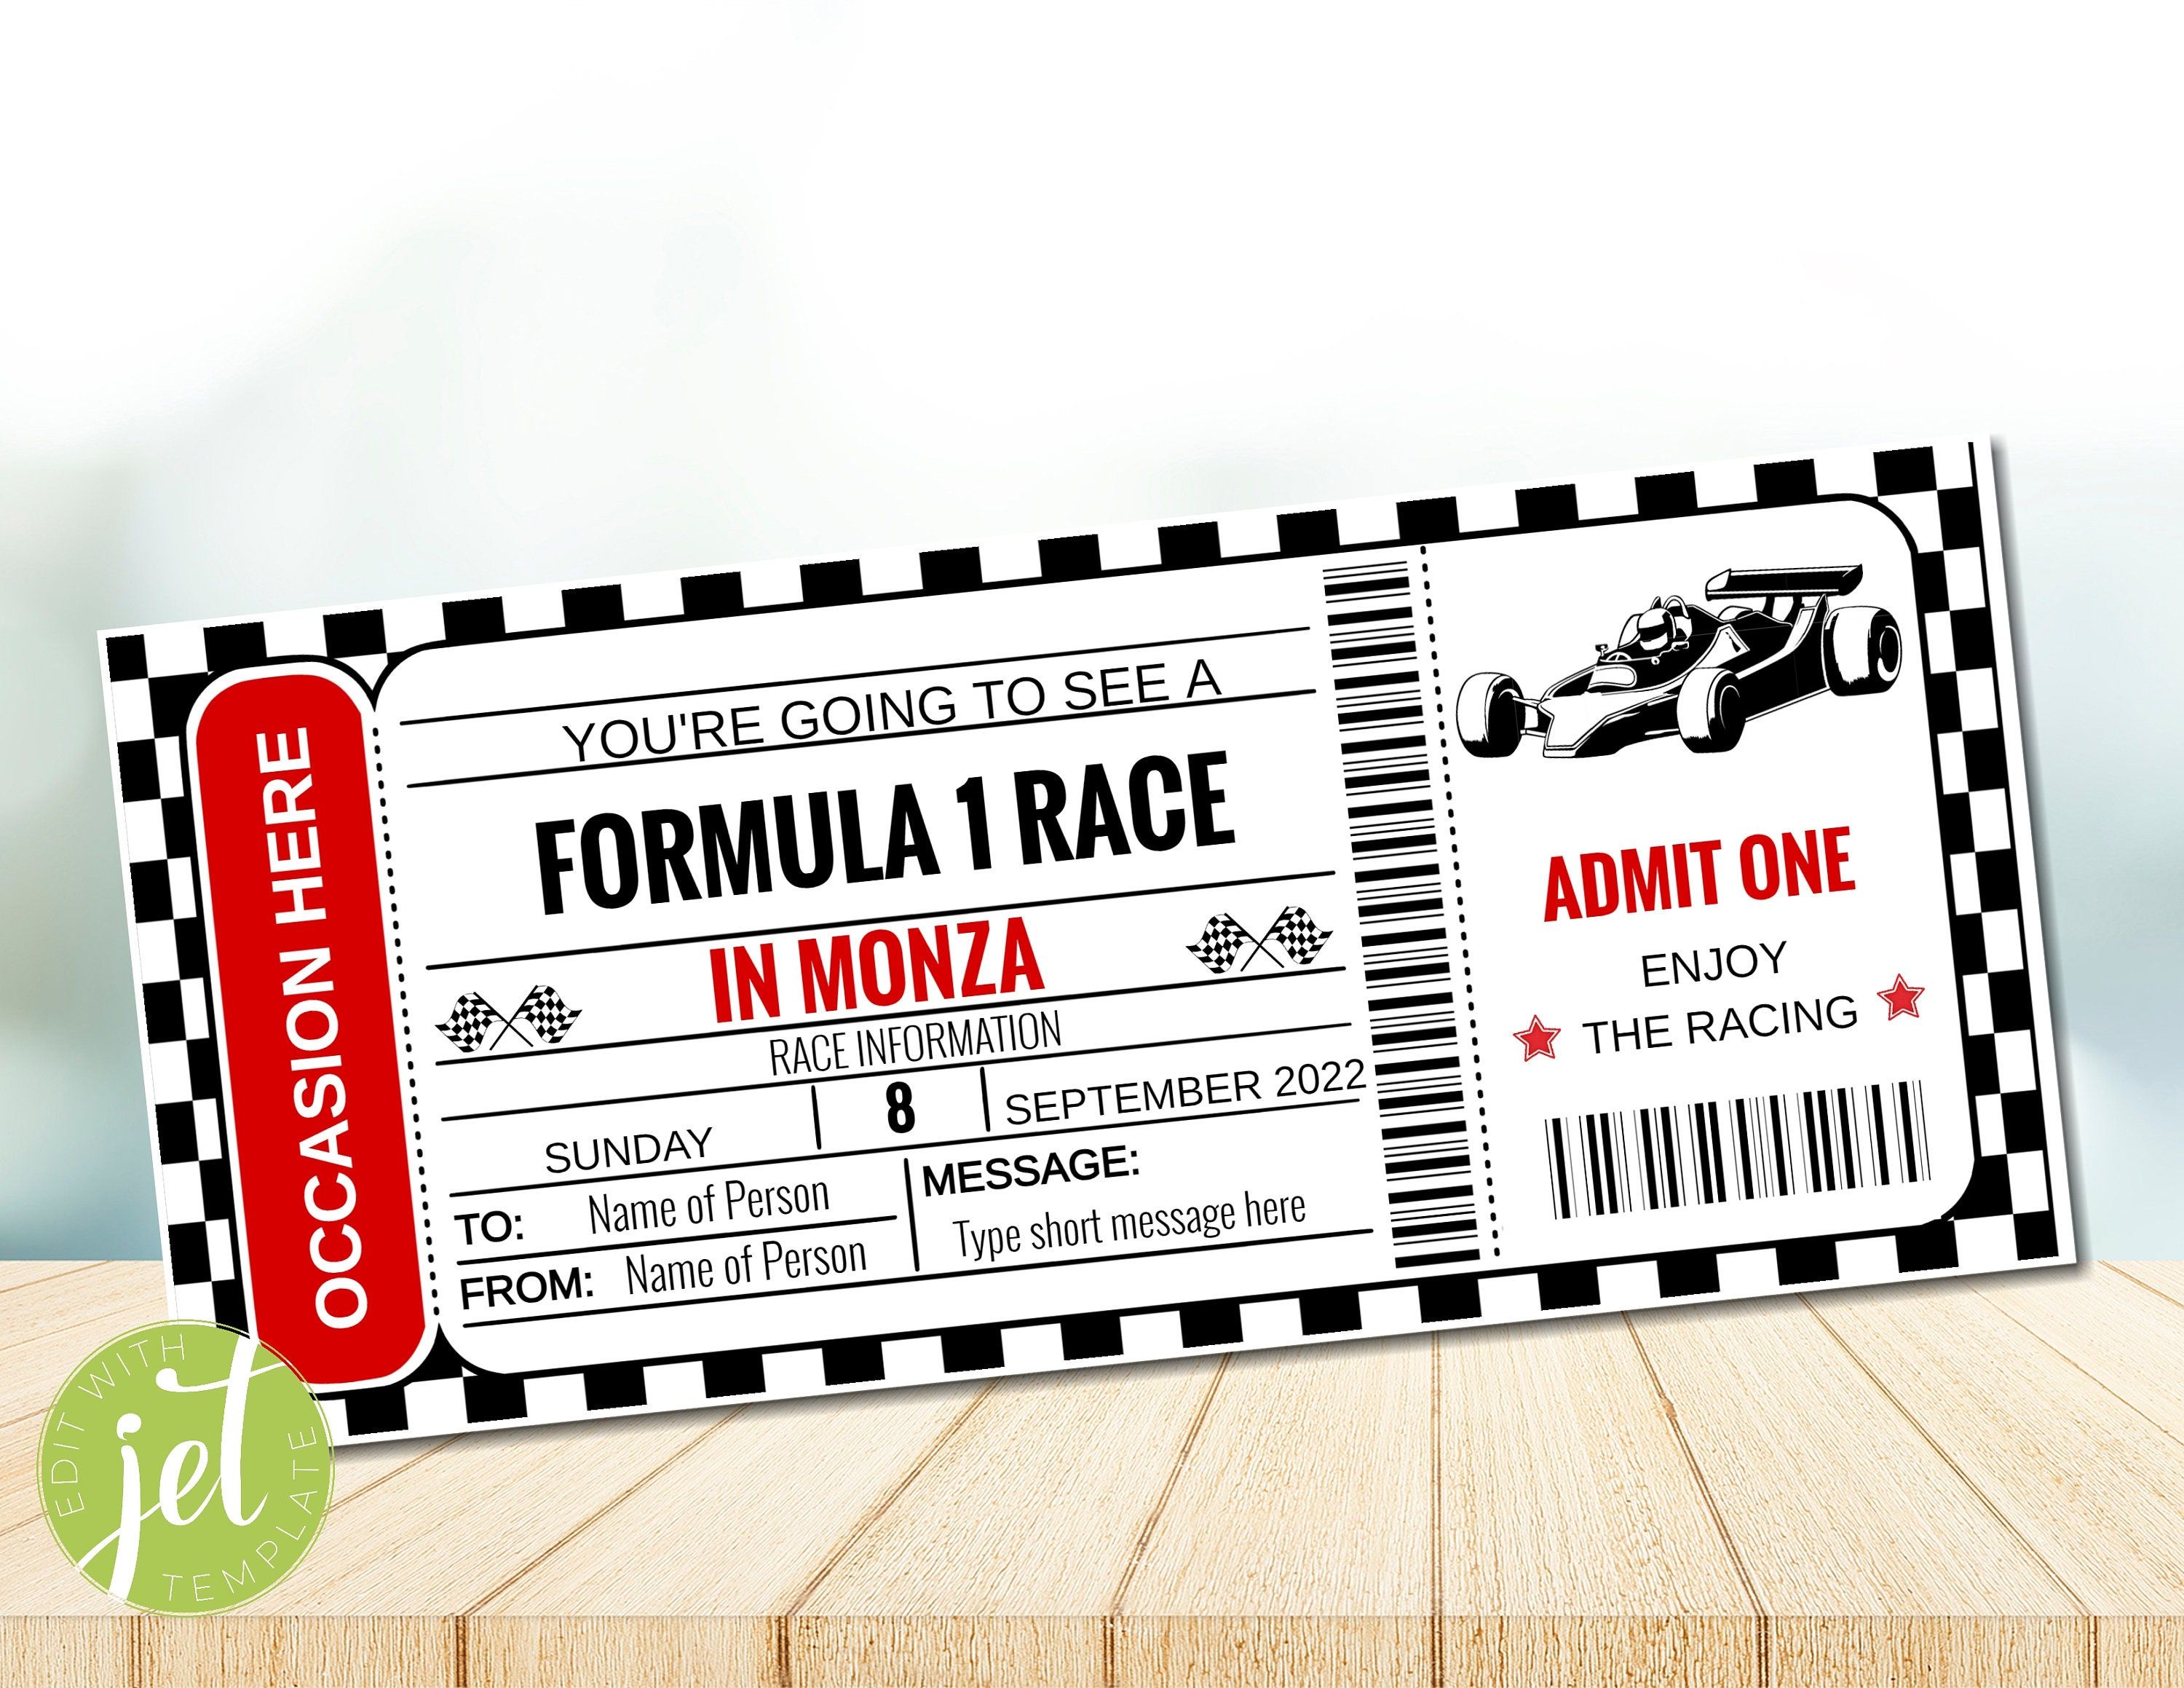 OCCASION HERE
YOU'RE GOING TO SEE A
FORMULA 1 RACE
IN MONZA
RACE INFORMATION
SUNDAY 8 SEPTEMBER 2022
TO: Name of Person
FROM: Name of Person
MESSAGE:
Type short message here
ADMIT ONE
ENJOY
THE RACING
EDIT WITH
jet
TEMPLATE